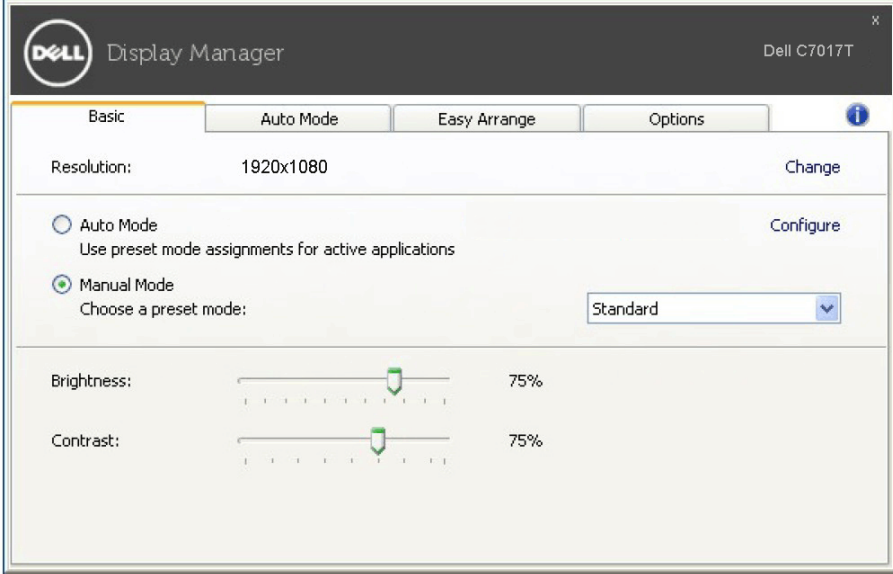 x
DELL Display Manager Dell C7017T
Basic Auto Mode Easy Arrange Options i
Resolution: 1920x1080 Change
Auto Mode Configure
Use preset mode assignments for active applications
Manual Mode
Choose a preset mode: Standard
Brightness: 75%
Contrast: 75%